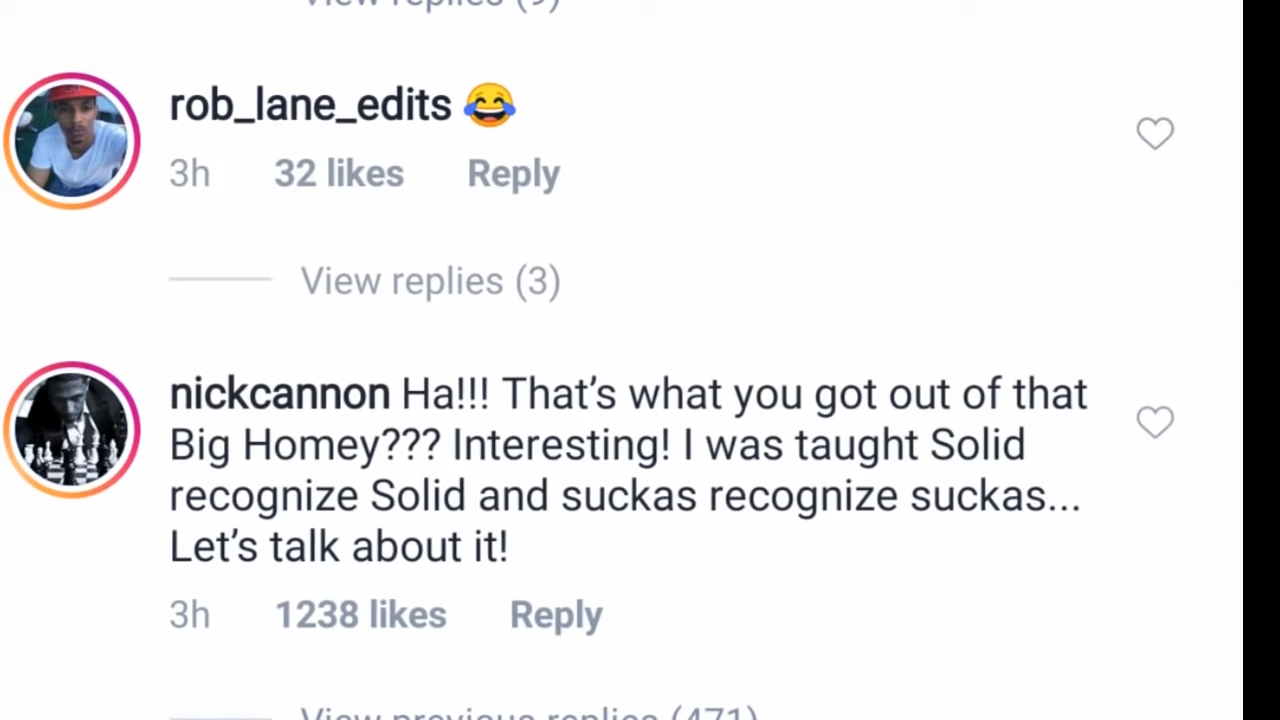 View replies (9)
rob_lane_edits 😂
3h 32 likes Reply
View replies (3)
nickcannon Ha!!! That’s what you got out of that
Big Homey??? Interesting! I was taught Solid
recognize Solid and suckas recognize suckas...
Let’s talk about it!
3h 1238 likes Reply
View previous replies (471)